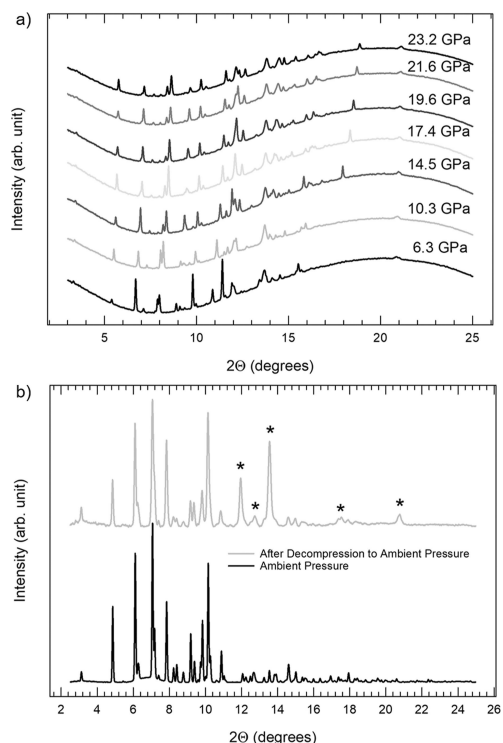 a)
23.2 GPa
21.6 GPa
19.6 GPa
17.4 GPa
14.5 GPa
10.3 GPa
6.3 GPa
Intensity (arb. unit)
5 10 15 20 25
2Θ (degrees)
b)
* * * * *
After Decompression to Ambient Pressure
Ambient Pressure
Intensity (arb. unit)
2 4 6 8 10 12 14 16 18 20 22 24 26
2Θ (degrees)